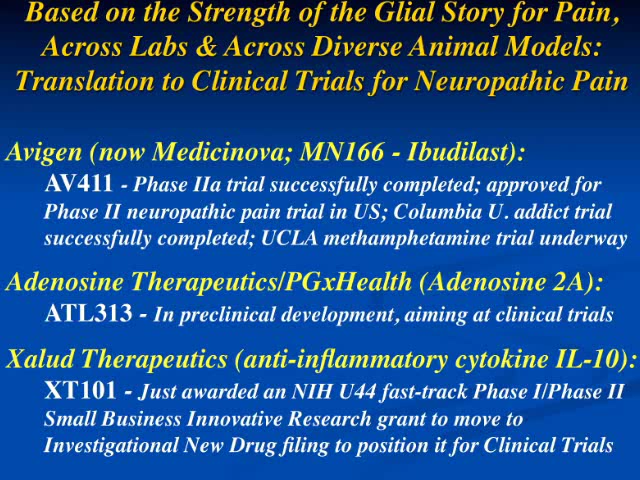 Based on the Strength of the Glial Story for Pain,
Across Labs & Across Diverse Animal Models:
Translation to Clinical Trials for Neuropathic Pain
Avigen (now Medicinova; MN166 - Ibudilast):
AV411 - Phase IIa trial successfully completed; approved for
Phase II neuropathic pain trial in US; Columbia U. addict trial
successfully completed; UCLA methamphetamine trial underway
Adenosine Therapeutics/PGxHealth (Adenosine 2A):
ATL313 - In preclinical development, aiming at clinical trials
Xalud Therapeutics (anti-inflammatory cytokine IL-10):
XT101 - Just awarded an NIH U44 fast-track Phase I/Phase II
Small Business Innovative Research grant to move to
Investigational New Drug filing to position it for Clinical Trials